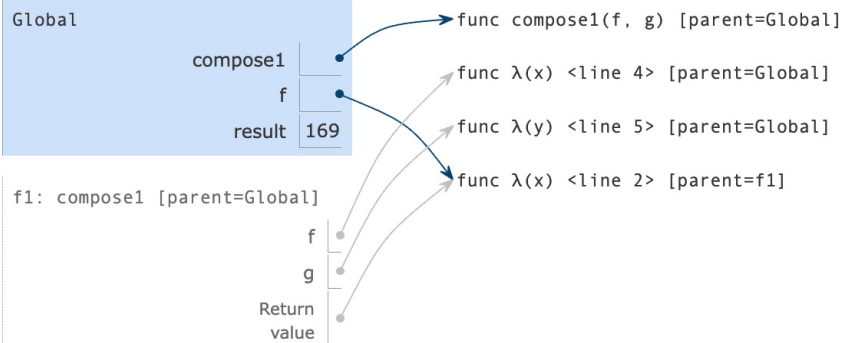 Global
compose1
f
result 169
func compose1(f, g) [parent=Global]
func λ(x) <line 4> [parent=Global]
func λ(y) <line 5> [parent=Global]
func λ(x) <line 2> [parent=f1]
f1: compose1 [parent=Global]
f
g
Return
value